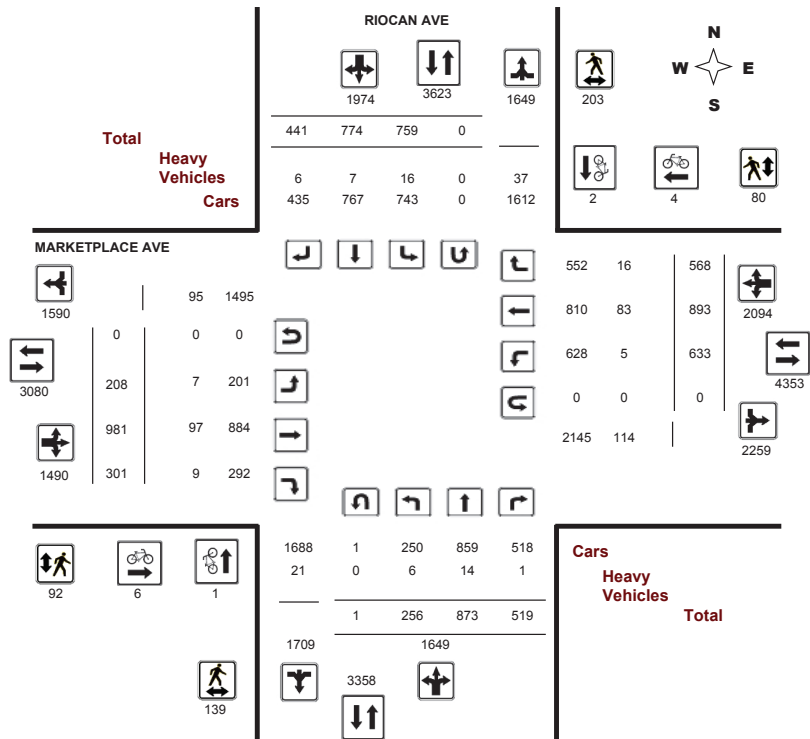 RIOCAN AVE
N
W E
S
1974 3623 1649 203
441 774 759 0
Total
Heavy
Vehicles 6 7 16 0 37
Cars 435 767 743 0 1612
2 4 80
MARKETPLACE AVE
1590 95 1495
552 16 568
2094
0 0 0
810 83 893
3080
208 7 201
628 5 633
4353
981 97 884
0 0 0
1490
301 9 292
2145 114
2259
1688 1 250 859 518
21 0 6 14 1
1 256 873 519
Cars
Heavy
Vehicles
Total
92 6 1
1709 1649
3358
139